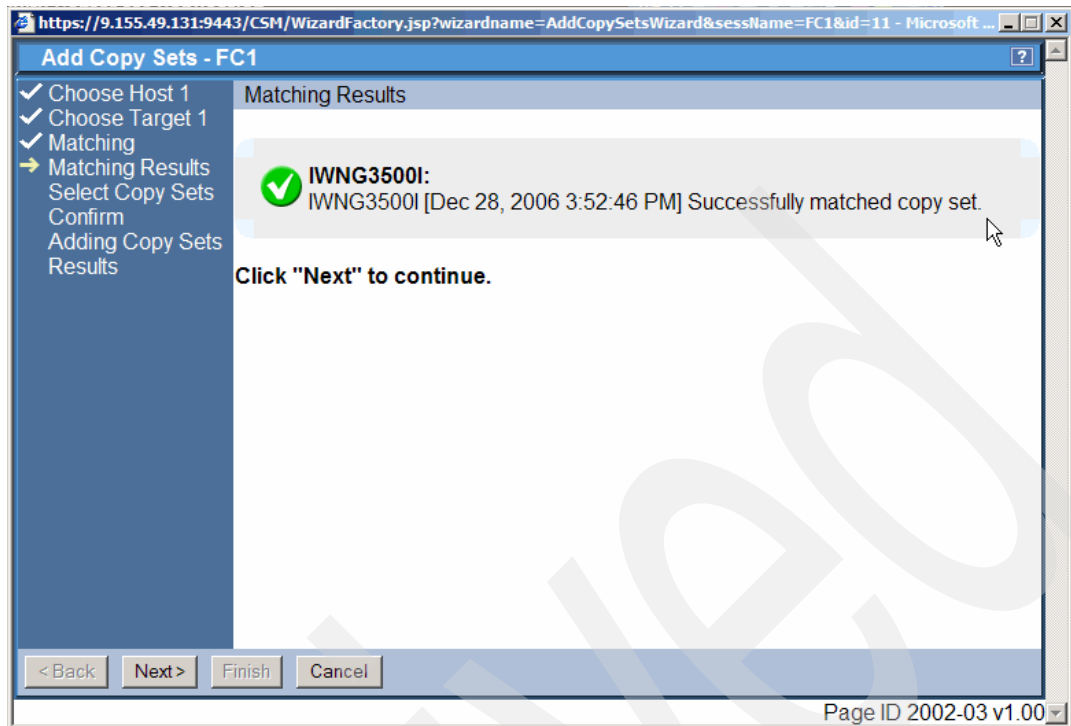 https://9.155.49.131:9443/CSM/WizardFactory.jsp?wizardname=AddCopySetsWizard&sessName=FC1&id=11 - Microsoft ...
Add Copy Sets - FC1
?
Choose Host 1
Choose Target 1
Matching
Matching Results
Select Copy Sets
Confirm
Adding Copy Sets
Results
Matching Results
IWNG3500I:
IWNG3500I [Dec 28, 2006 3:52:46 PM] Successfully matched copy set.
Click "Next" to continue.
< Back
Next >
Finish
Cancel
Page ID 2002-03 v1.00